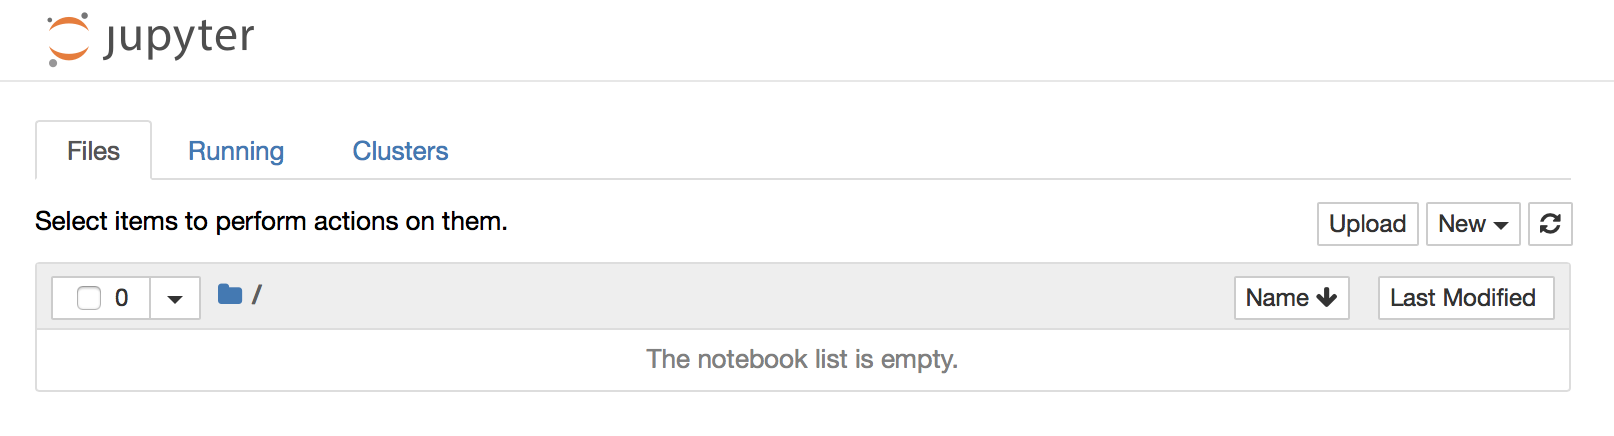 jupyter
Files Running Clusters
Select items to perform actions on them.
Upload New
0 /
Name Last Modified
The notebook list is empty.